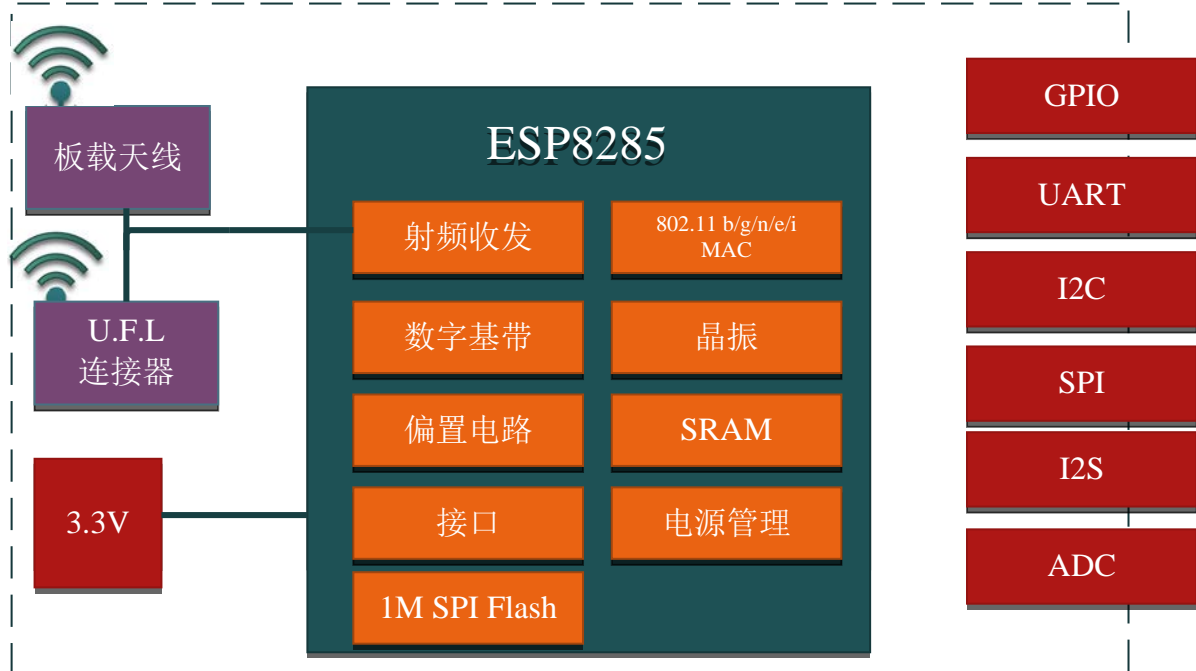 板载天线
U.F.L
连接器
3.3V
ESP8285
射频收发
802.11 b/g/n/e/i
MAC
数字基带
晶振
偏置电路
SRAM
接口
电源管理
1M SPI Flash
GPIO
UART
I2C
SPI
I2S
ADC